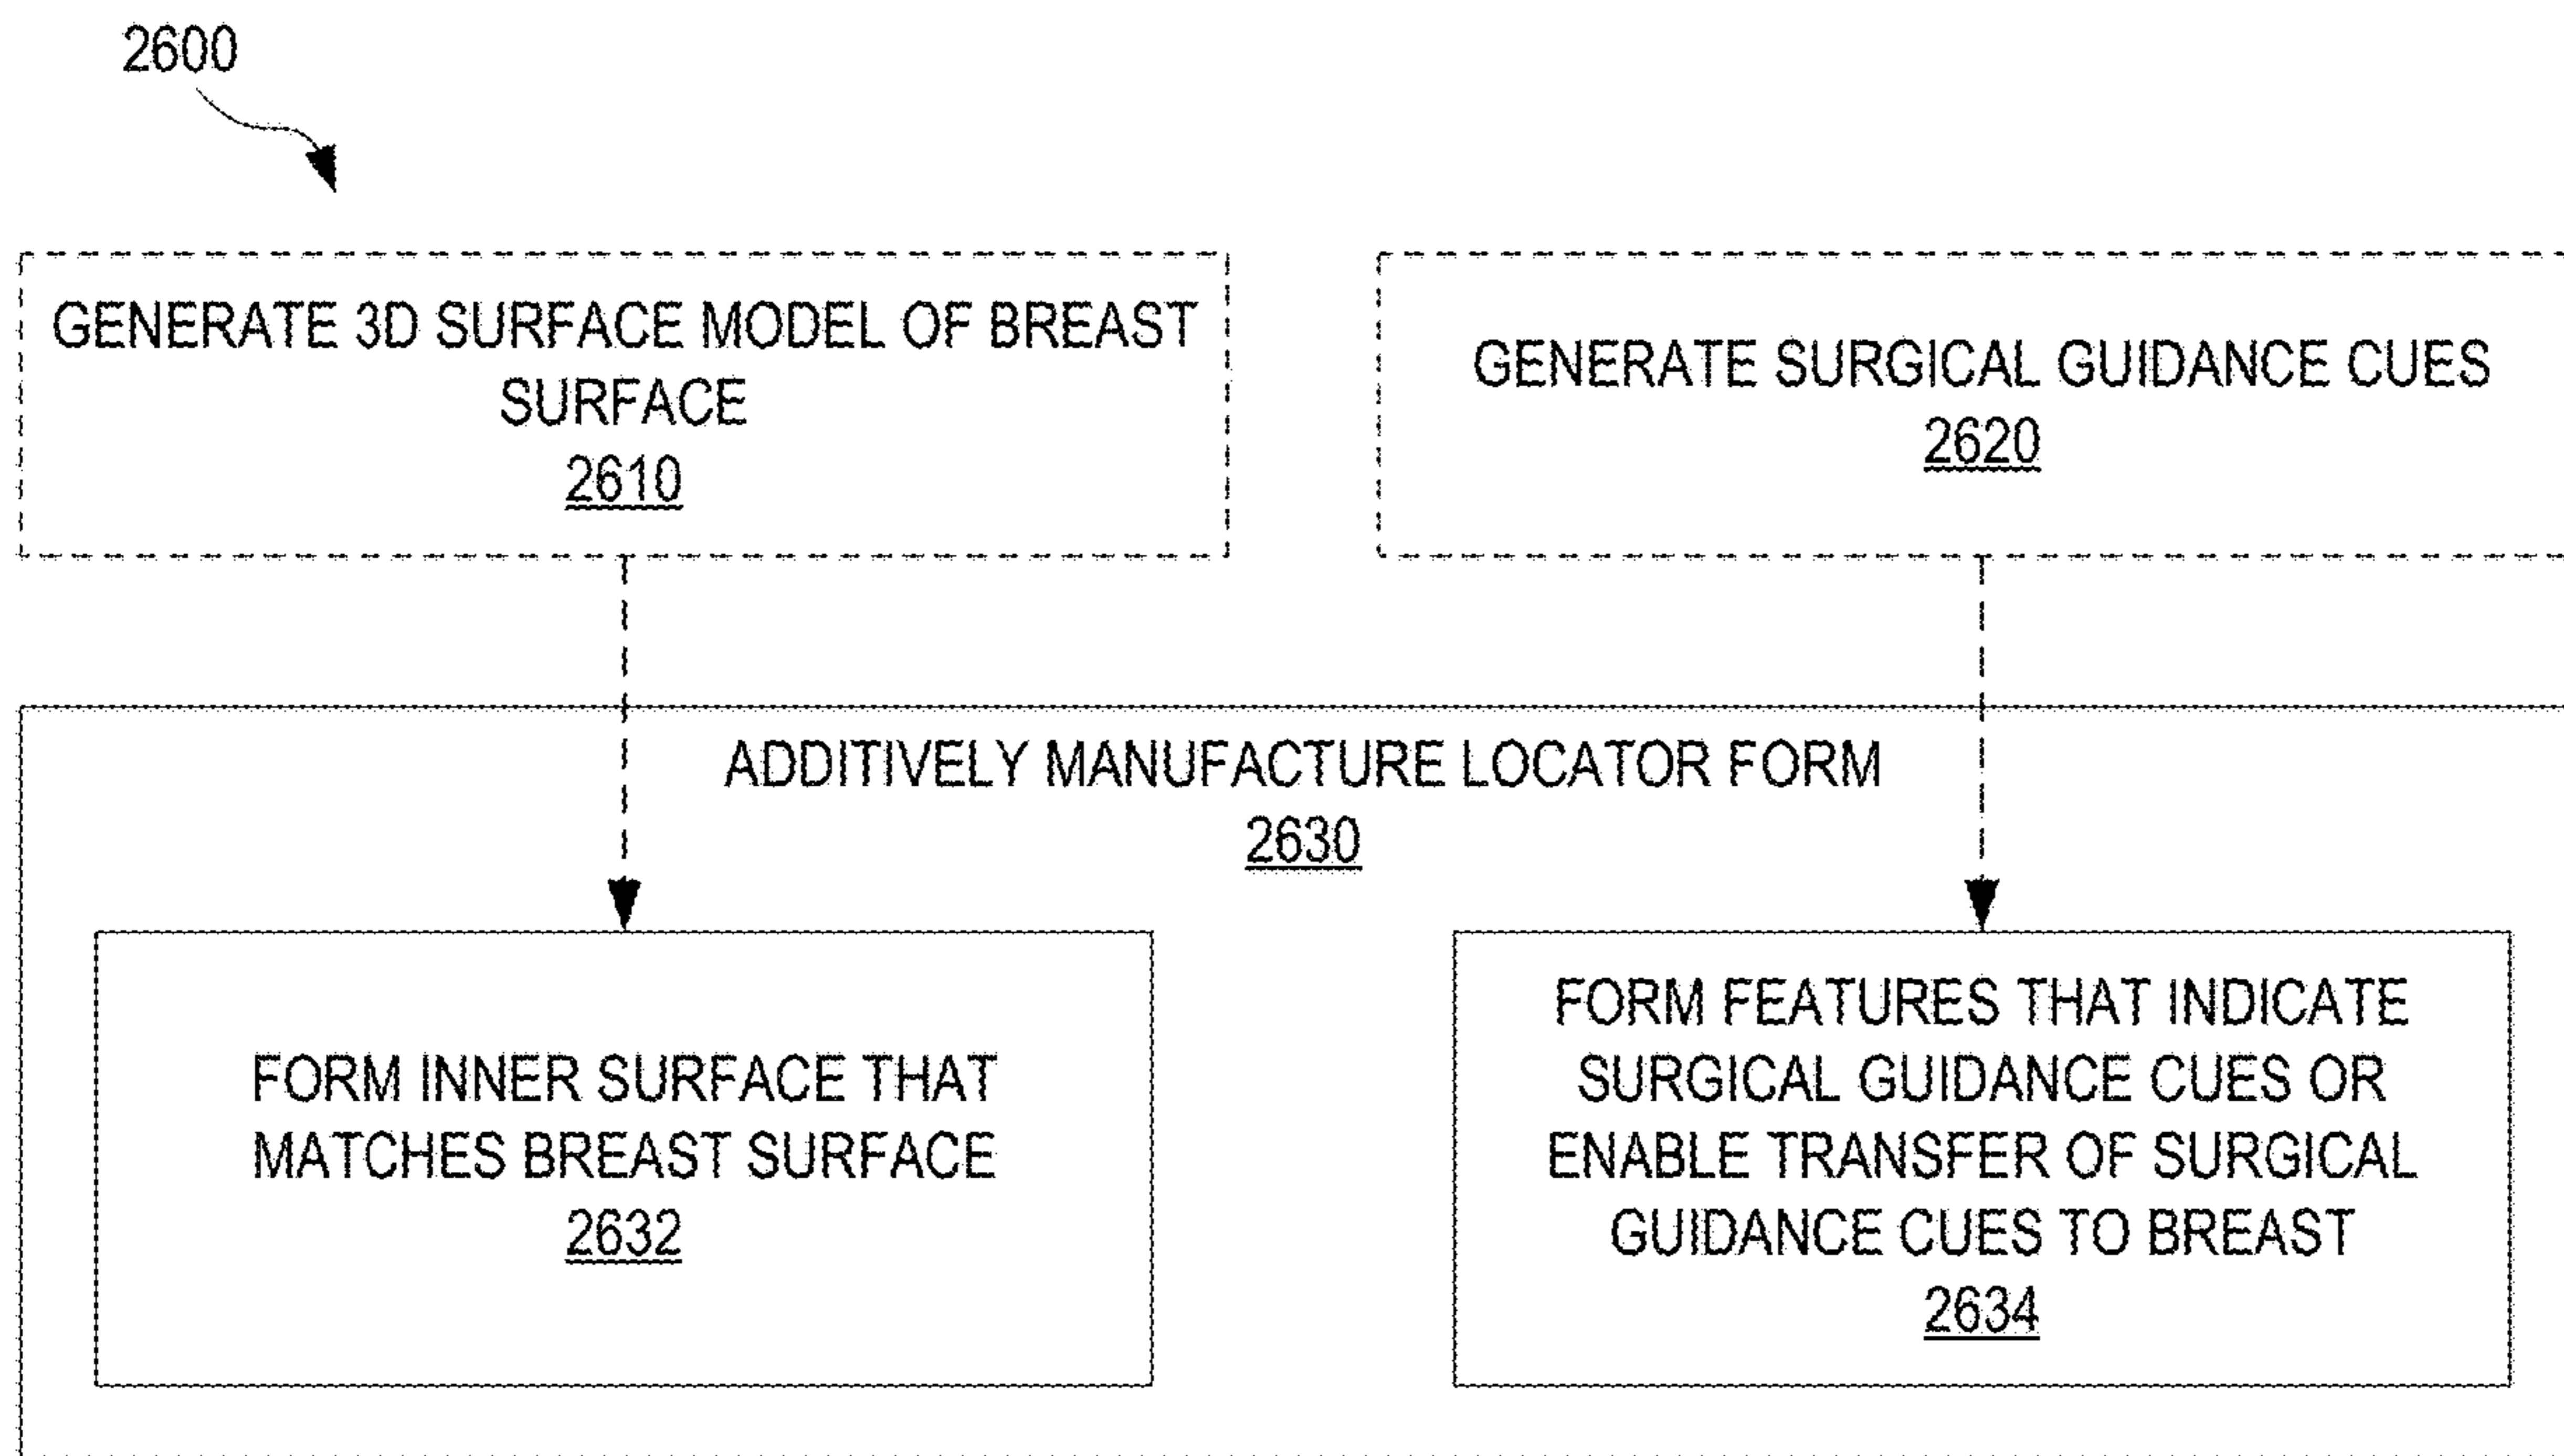 2600
GENERATE 3D SURFACE MODEL OF BREAST
SURFACE
2610
GENERATE SURGICAL GUIDANCE CUES
2620
ADDITIVELY MANUFACTURE LOCATOR FORM
2630
FORM INNER SURFACE THAT
MATCHES BREAST SURFACE
2632
FORM FEATURES THAT INDICATE
SURGICAL GUIDANCE CUES OR
ENABLE TRANSFER OF SURGICAL
GUIDANCE CUES TO BREAST
2634